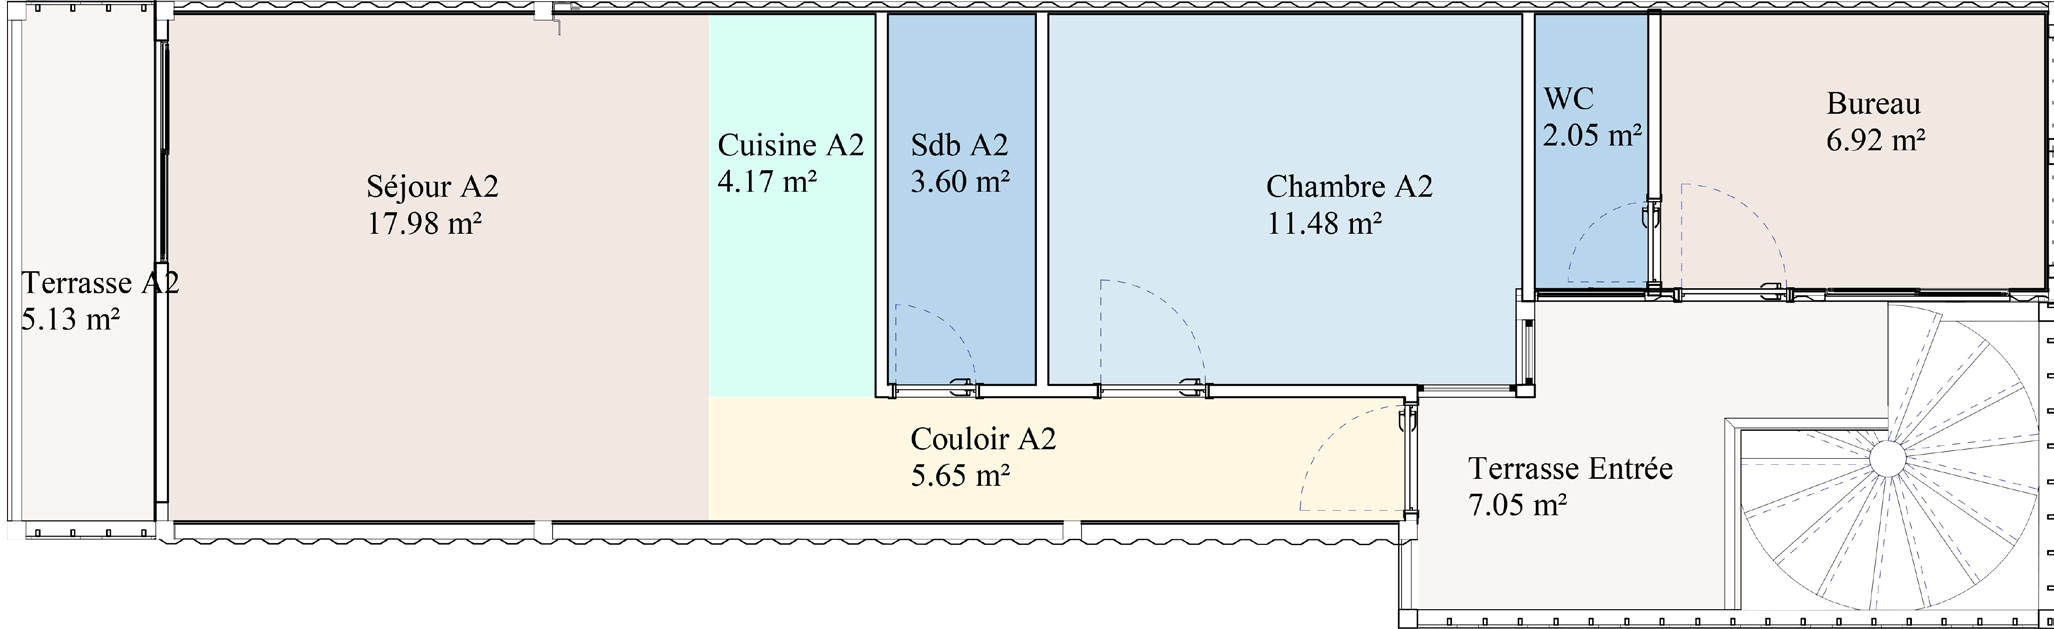 Terrasse A2
5.13 m²
Séjour A2
17.98 m²
Cuisine A2
4.17 m²
Sdb A2
3.60 m²
Chambre A2
11.48 m²
WC
2.05 m²
Bureau
6.92 m²
Couloir A2
5.65 m²
Terrasse Entrée
7.05 m²